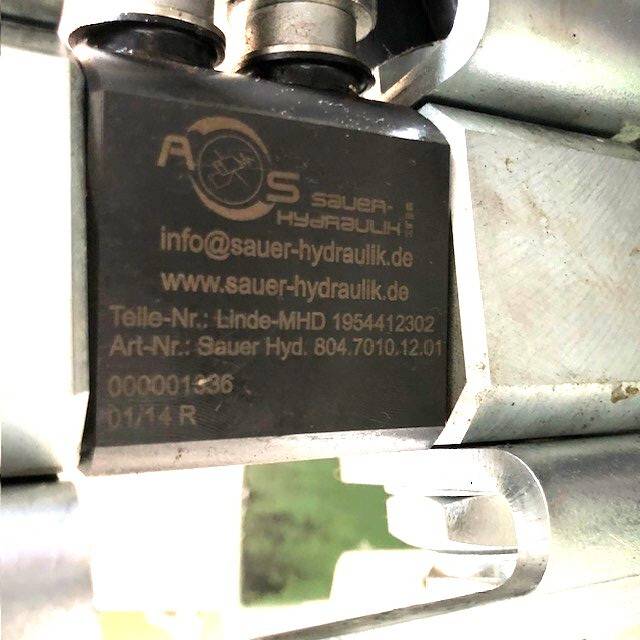 AS SAUER-
HYDRAULIK
info@sauer-hydraulik.de
www.sauer-hydraulik.de
Teile-Nr.: Linde-MHD 1954412302
Art-Nr.: Sauer Hyd. 804.7010.12.01
01/14 R